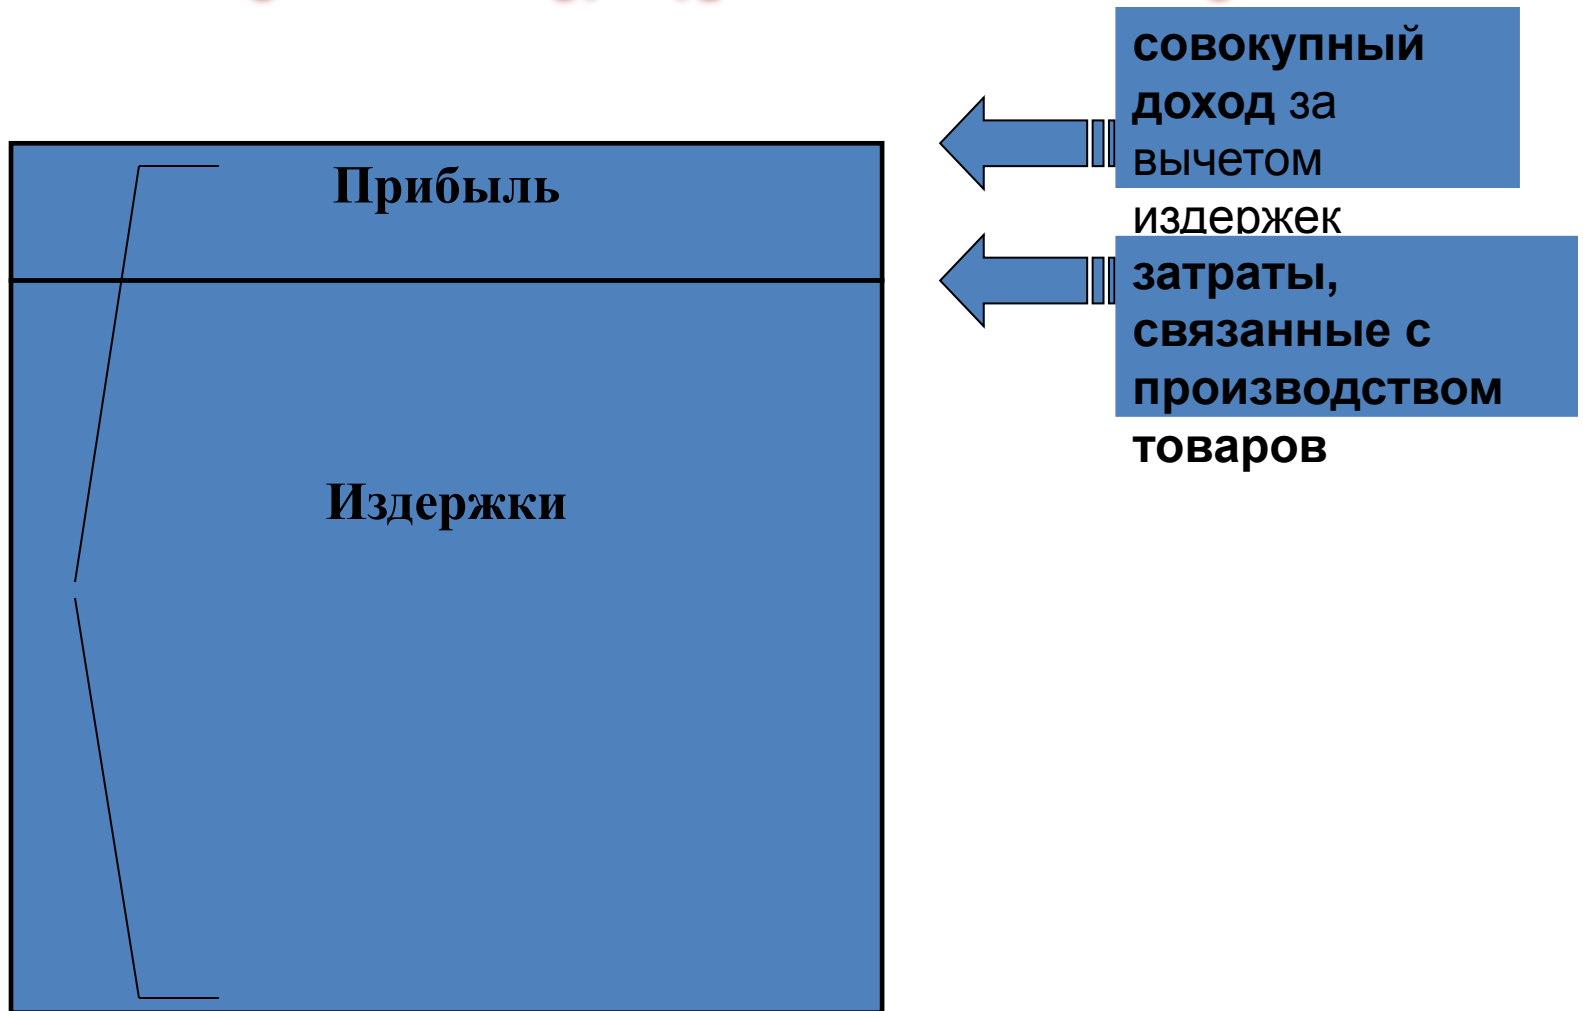 совокупный
доход за
вычетом
издержек
Прибыль
затраты,
связанные с
производством
товаров
Издержки